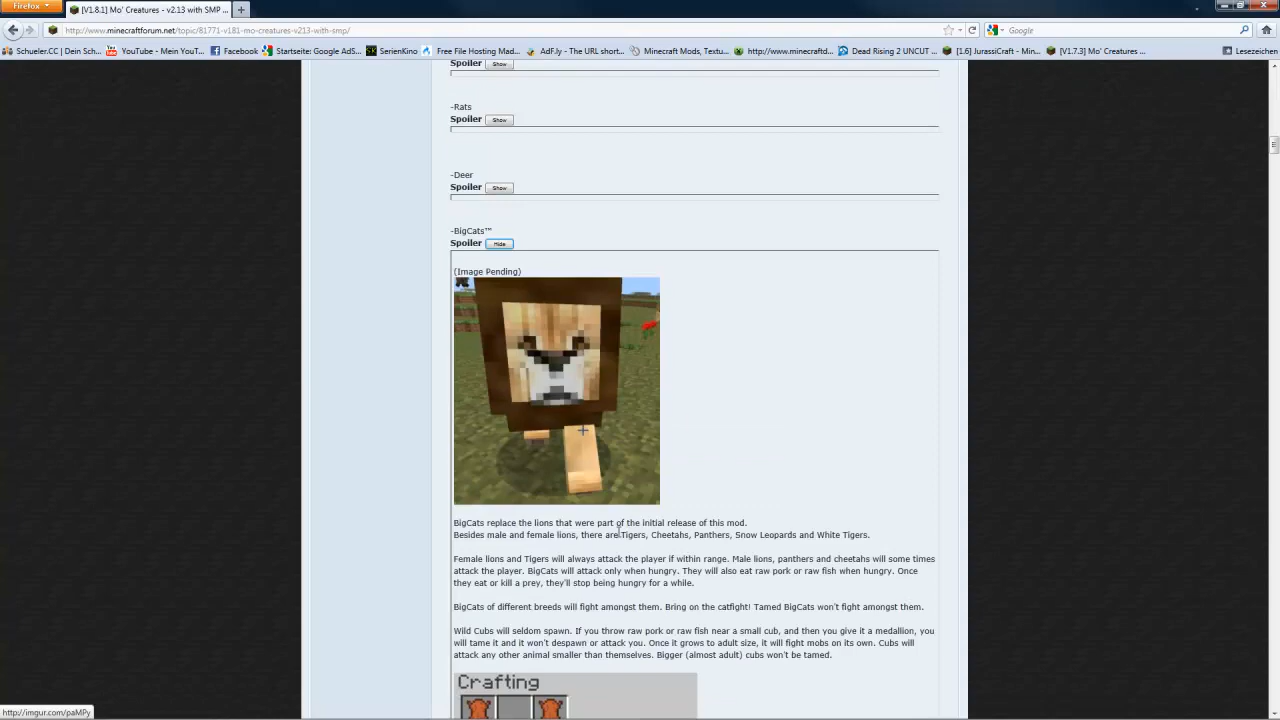 Firefox
[V1.8.1] Mo' Creatures - v2.13 with SMP ...
http://www.minecraftforum.net/topic/81771-v181-mo-creatures-v213-with-smp/
Google
Schueler.CC | Dein Sch...
YouTube - Mein YouT...
Facebook
Startseite: Google AdS...
SerienKino
Free File Hosting Mad...
AdF.ly - The URL short...
Minecraft Mods, Textu...
http://www.minecraftd...
Dead Rising 2 UNCUT ...
[1.6] JurassiCraft - Min...
[V1.7.3] Mo' Creatures ...
Lesezeichen
Spoiler Show
-Rats
Spoiler Show
-Deer
Spoiler Show
-BigCats™
Spoiler Hide
(Image Pending)
BigCats replace the lions that were part of the initial release of this mod.
Besides male and female lions, there are Tigers, Cheetahs, Panthers, Snow Leopards and White Tigers.
Female lions and Tigers will always attack the player if within range. Male lions, panthers and cheetahs will some times
attack the player. BigCats will attack only when hungry. They will also eat raw pork or raw fish when hungry. Once
they eat or kill a prey, they'll stop being hungry for a while.
BigCats of different breeds will fight amongst them. Bring on the catfight! Tamed BigCats won't fight amongst them.
Wild Cubs will seldom spawn. If you throw raw pork or raw fish near a small cub, and then you give it a medallion, you
will tame it and it won't despawn or attack you. Once it grows to adult size, it will fight mobs on its own. Cubs will
attack any other animal smaller than themselves. Bigger (almost adult) cubs won't be tamed.
Crafting
http://imgur.com/paMPy